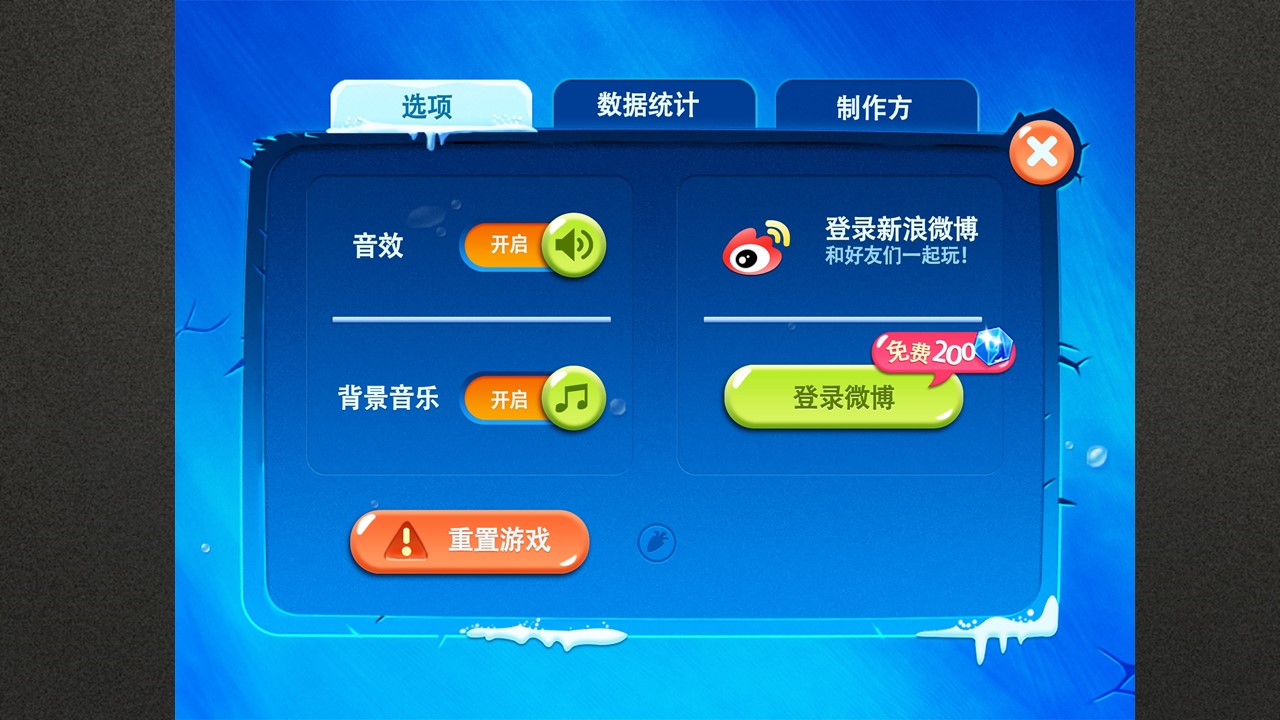 选项
数据统计
制作方
音效
开启
登录新浪微博
和好友们一起玩!
背景音乐
开启
免费200
登录微博
重置游戏